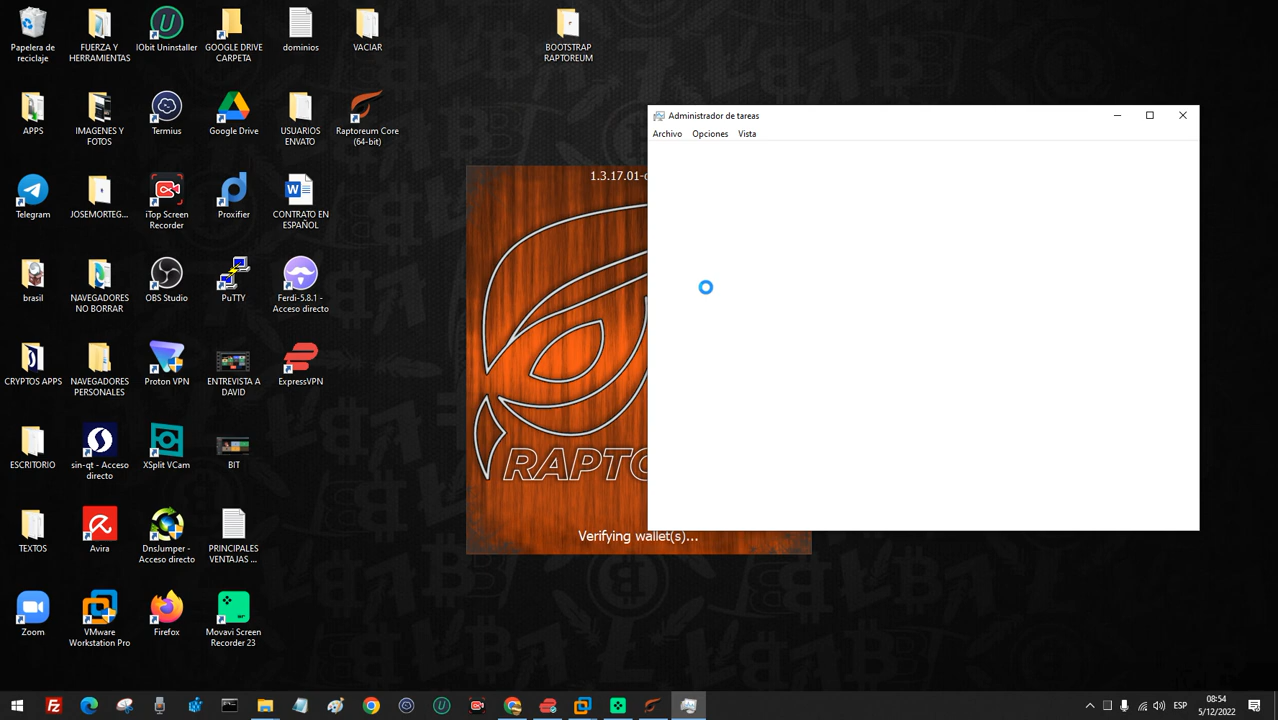 Papelera de
reciclaje
FUERZA Y
HERRAMIENTAS
IObit Uninstaller
GOOGLE DRIVE
CARPETA
dominios
VACIAR
BOOTSTRAP
RAPTOREUM
APPS
IMAGENES Y
FOTOS
Termius
Google Drive
USUARIOS
ENVATO
Raptoreum Core
(64-bit)
Administrador de tareas
Archivo Opciones Vista
1.3.17.01-
Telegram
JOSEMORTEG...
iTop Screen
Recorder
Proxifier
CONTRATO EN
ESPAÑOL
brasil
NAVEGADORES
NO BORRAR
OBS Studio
PuTTY
Ferdi-5.8.1 -
Acceso directo
CRYPTOS APPS
NAVEGADORES
PERSONALES
Proton VPN
ENTREVISTA A
DAVID
ExpressVPN
ESCRITORIO
sin-qt - Acceso
directo
XSplit VCam
BIT
RAPTO
Verifying wallet(s)...
TEXTOS
Avira
DnsJumper -
Acceso directo
PRINCIPALES
VENTAJAS ...
Zoom
VMware
Workstation Pro
Firefox
Movavi Screen
Recorder 23
ESP
08:54
5/12/2022